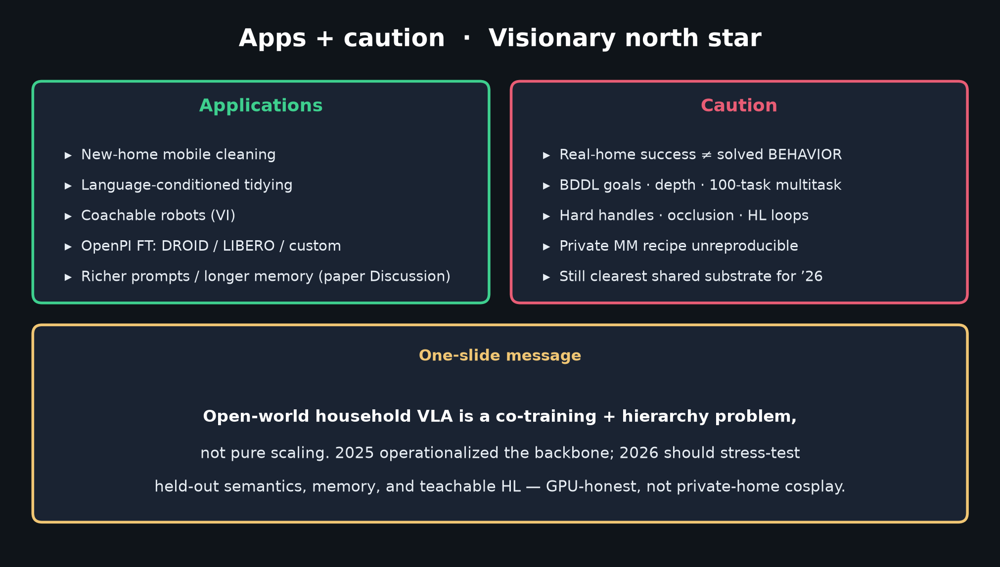 Apps + caution · Visionary north star
Applications
▸ New-home mobile cleaning
▸ Language-conditioned tidying
▸ Coachable robots (VI)
▸ OpenPI FT: DROID / LIBERO / custom
▸ Richer prompts / longer memory (paper Discussion)
Caution
▸ Real-home success ≠ solved BEHAVIOR
▸ BDDL goals · depth · 100-task multitask
▸ Hard handles · occlusion · HL loops
▸ Private MM recipe unreproducible
▸ Still clearest shared substrate for ’26
One-slide message
Open-world household VLA is a co-training + hierarchy problem,
not pure scaling. 2025 operationalized the backbone; 2026 should stress-test
held-out semantics, memory, and teachable HL — GPU-honest, not private-home cosplay.